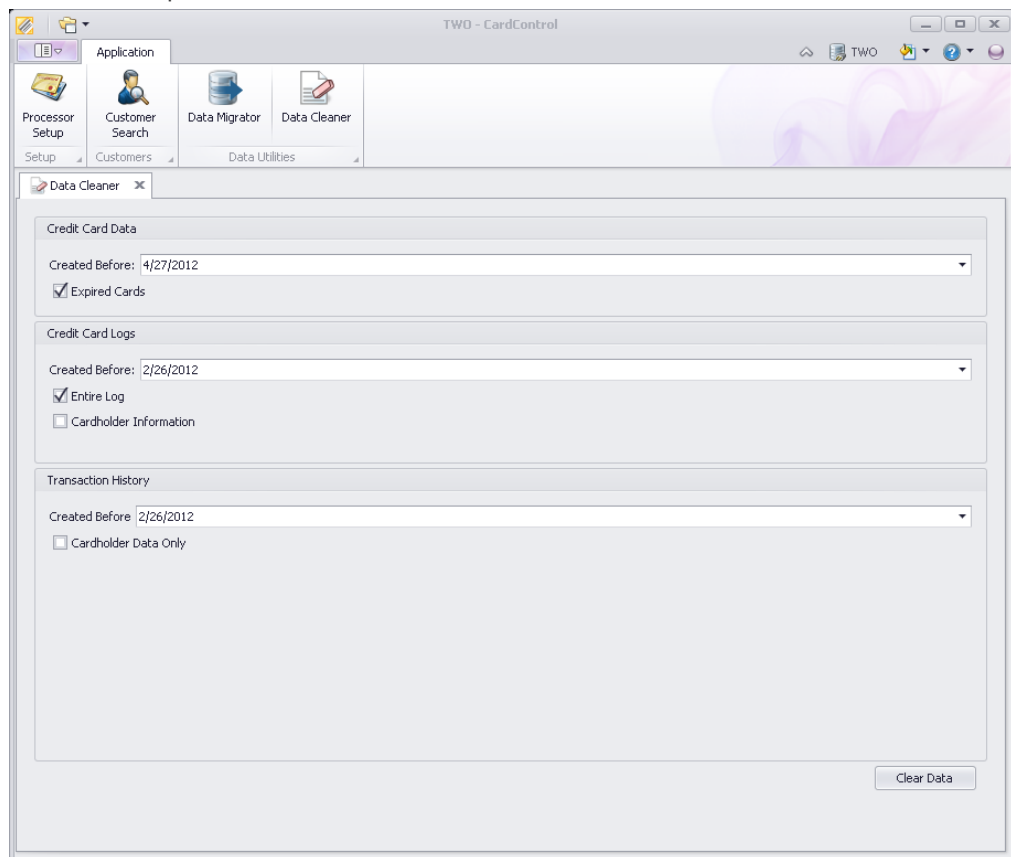 TWO - CardControl
Application
TWO
Processor Setup
Customer Search
Data Migrator
Data Cleaner
Setup
Customers
Data Utilities
Data Cleaner
Credit Card Data
Created Before: 4/27/2012
Expired Cards
Credit Card Logs
Created Before: 2/26/2012
Entire Log
Cardholder Information
Transaction History
Created Before 2/26/2012
Cardholder Data Only
Clear Data